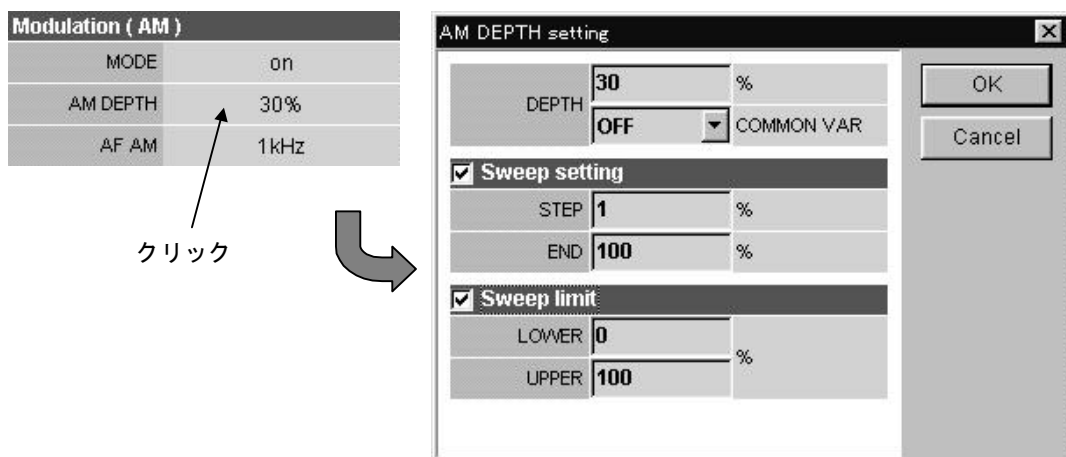 Modulation ( AM )
MODE on
AM DEPTH 30%
AF AM 1kHz
クリック
AM DEPTH setting
DEPTH 30 %
OFF COMMON VAR
Sweep setting
STEP 1 %
END 100 %
Sweep limit
LOWER 0
%
UPPER 100
OK
Cancel